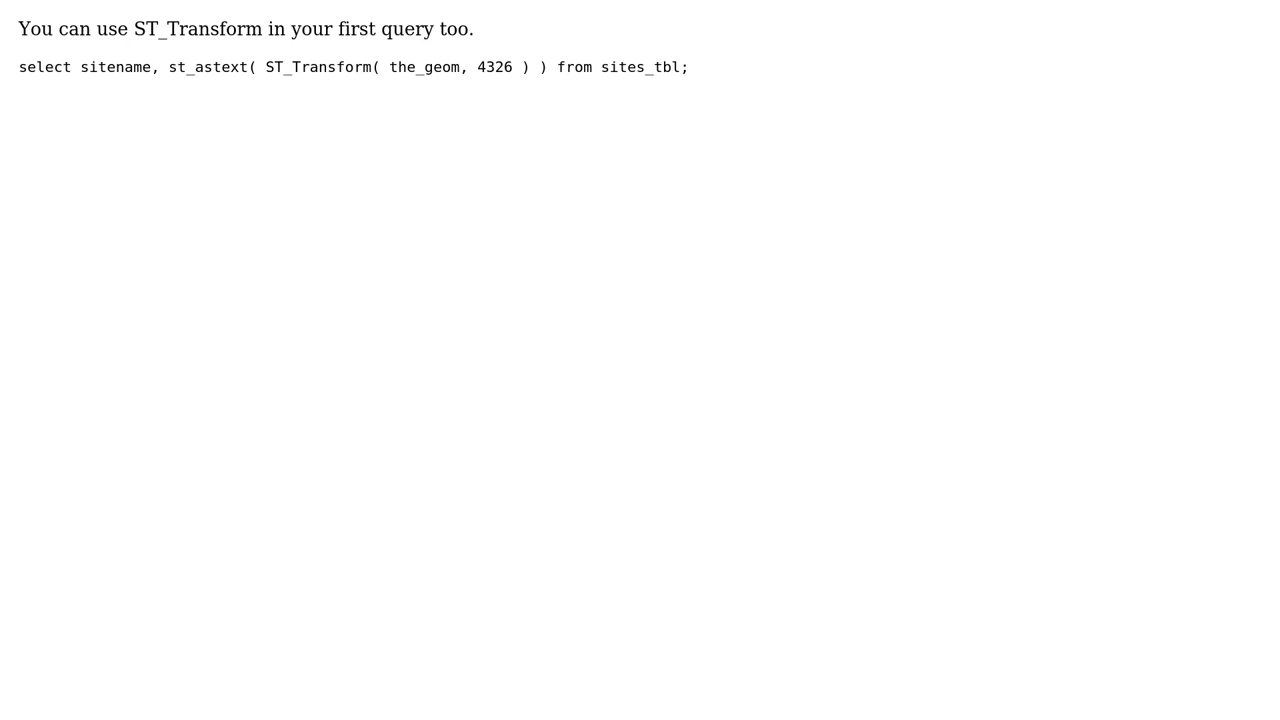 You can use ST_Transform in your first query too.
select sitename, st_astext( ST_Transform( the_geom, 4326 ) ) from sites_tbl;